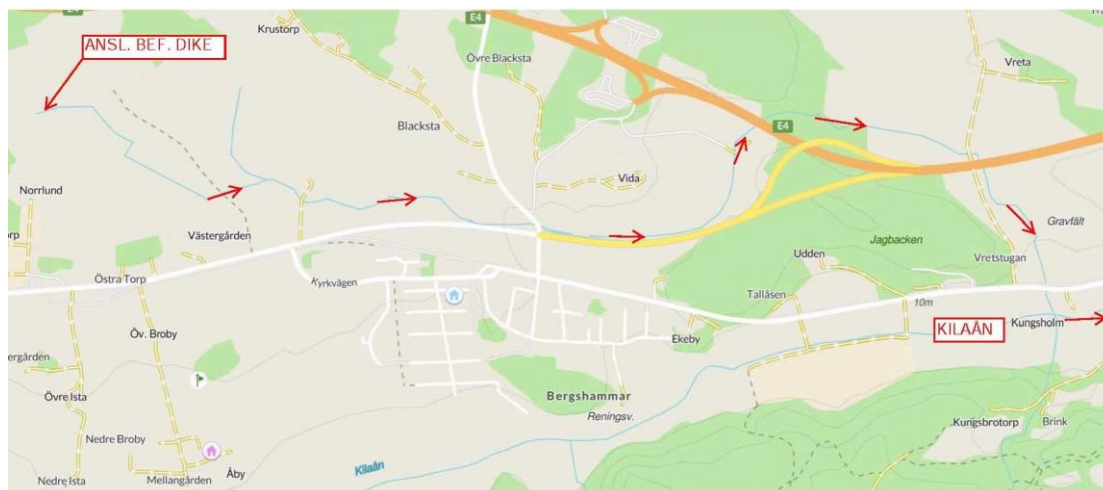 E4
Krustorp
ANSL. BEF. DIKE
Övre Blacksta
Vreta
Blacksta
E4
Norrlund
Vida
Gravfält
Västergården
Jagbacken
Udden
Vretstugan
Östra Torp
Kyrkvägen
Tallåsen
10m
KILAÅN
Kungsholm
Öv. Broby
Ekeby
Övre Ista
Bergshammar
Reningsv.
Kungsbrotorp
Brink
Nedre Broby
Kilaån
Åby
Nedre Ista
Mellangården